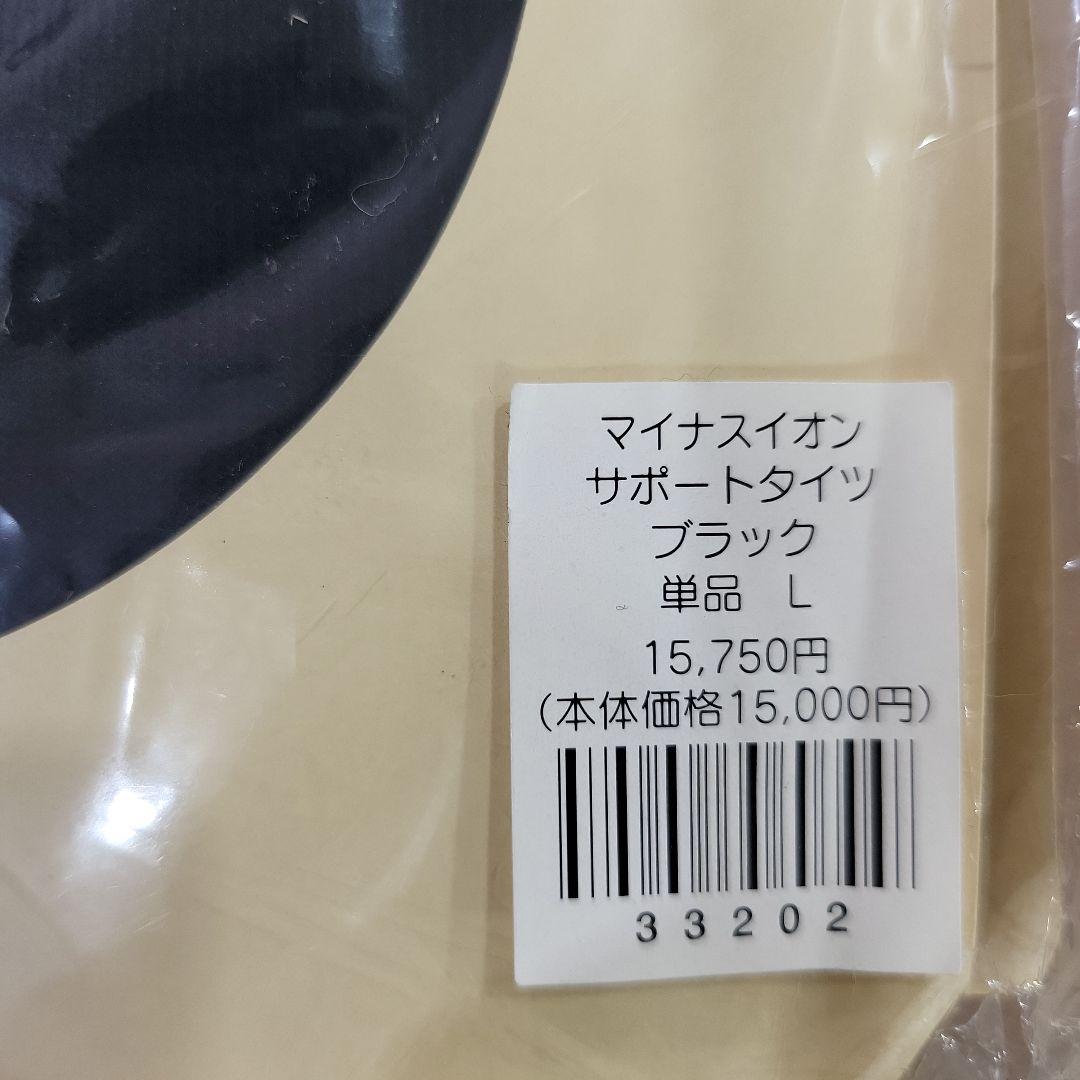 マイナスイオン
サポートタイツ
ブラック
単品　L
15,750円
(本体価格15,000円)
33202